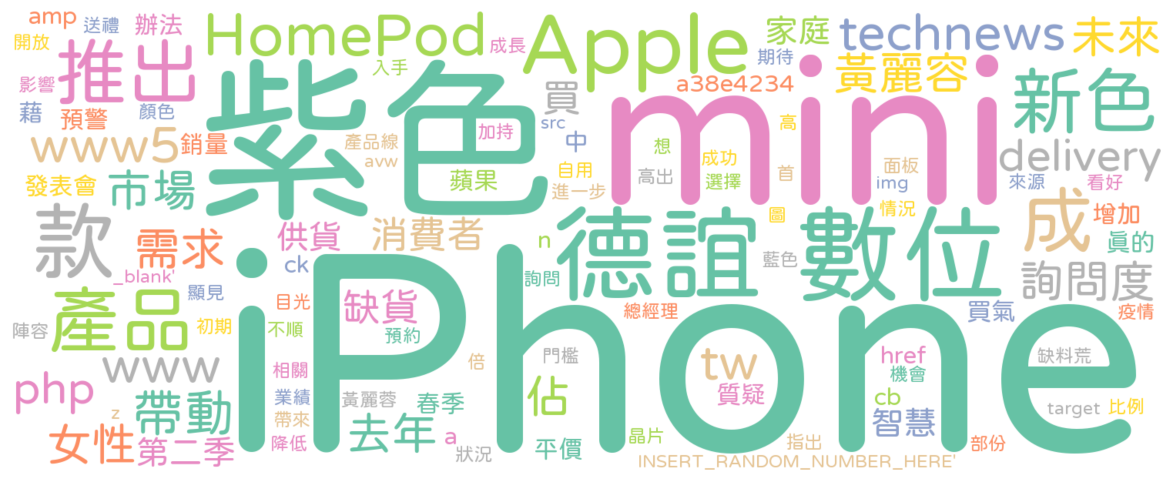 amp 送禮 辦法 HomePod 成長 Apple 家庭 technews 未來
開放 推出 入手 期待 黃麗容
影響 紫色 買 a38e4234 mini 新色
藉 預警 顏色 加持 src 中 高
www5 銷量 產品線 avw 想 成功 delivery
發表會 市場 蘋果 自用 進一步 高出 選擇 首 面板 img 來源 看好
款 需求 供貨 消費者 德誼 數位 圖 情況 成 增加
ck n 詢問 藍色 真的
_blank' 顯見 詢問度
產品 初期 目光 缺貨 總經理 買氣 疫情
陣容 不順 預約 iPhone
www 相關 倍 門檻 tw href 缺料荒
php 帶動 業績 黃麗蓉 春季 佔 質疑 機會 cb target 比例
z 帶來 去年 智慧
女性 第二季 降低 a 狀況 平價 晶片 指出 部份
INSERT_RANDOM_NUMBER_HERE'